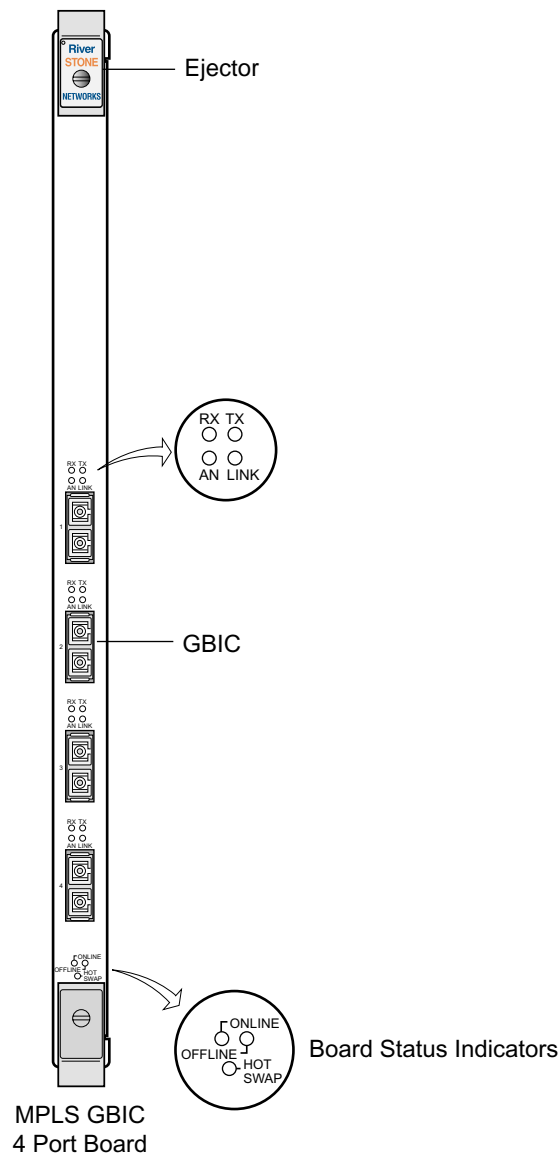 River
STONE
NETWORKS
Ejector
RX TX
AN LINK
RX TX
AN LINK
1
RX TX
AN LINK
2
GBIC
RX TX
AN LINK
3
RX TX
AN LINK
4
ONLINE
OFFLINE
HOT
SWAP
ONLINE
OFFLINE
HOT
SWAP
Board Status Indicators
MPLS GBIC
4 Port Board